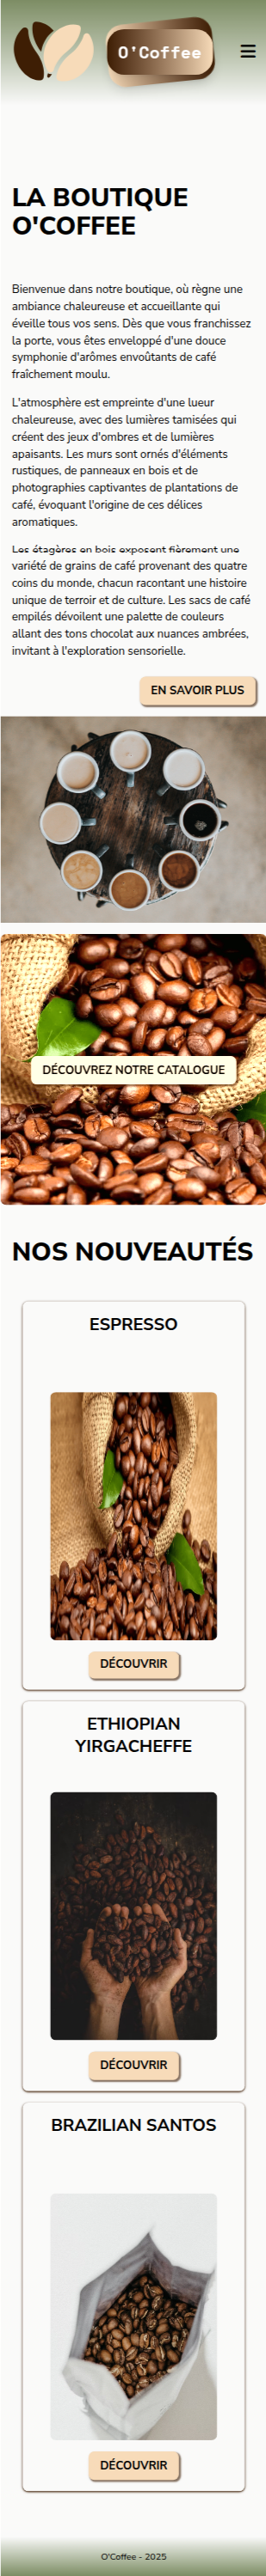 O'Coffee
LA BOUTIQUE
O'COFFEE
Bienvenue dans notre boutique, où règne une
ambiance chaleureuse et accueillante qui
éveille tous vos sens. Dès que vous franchissez
la porte, vous êtes enveloppé d'une douce
symphonie d'arômes envoûtants de café
fraîchement moulu.
L'atmosphère est empreinte d'une lueur
chaleureuse, avec des lumières tamisées qui
créent des jeux d'ombres et de lumières
apaisants. Les murs sont ornés d'éléments
rustiques, de panneaux en bois et de
photographies captivantes de plantations de
café, évoquant l'origine de ces délices
aromatiques.
Les étagères en bois exposent fièrement une
variété de grains de café provenant des quatre
coins du monde, chacun racontant une histoire
unique de terroir et de culture. Les sacs de café
empilés dévoilent une palette de couleurs
allant des tons chocolat aux nuances ambrées,
invitant à l'exploration sensorielle.
EN SAVOIR PLUS
DÉCOUVREZ NOTRE CATALOGUE
NOS NOUVEAUTÉS
ESPRESSO
DÉCOUVRIR
ETHIOPIAN
YIRGACHEFFE
DÉCOUVRIR
BRAZILIAN SANTOS
DÉCOUVRIR
O'Coffee - 2025